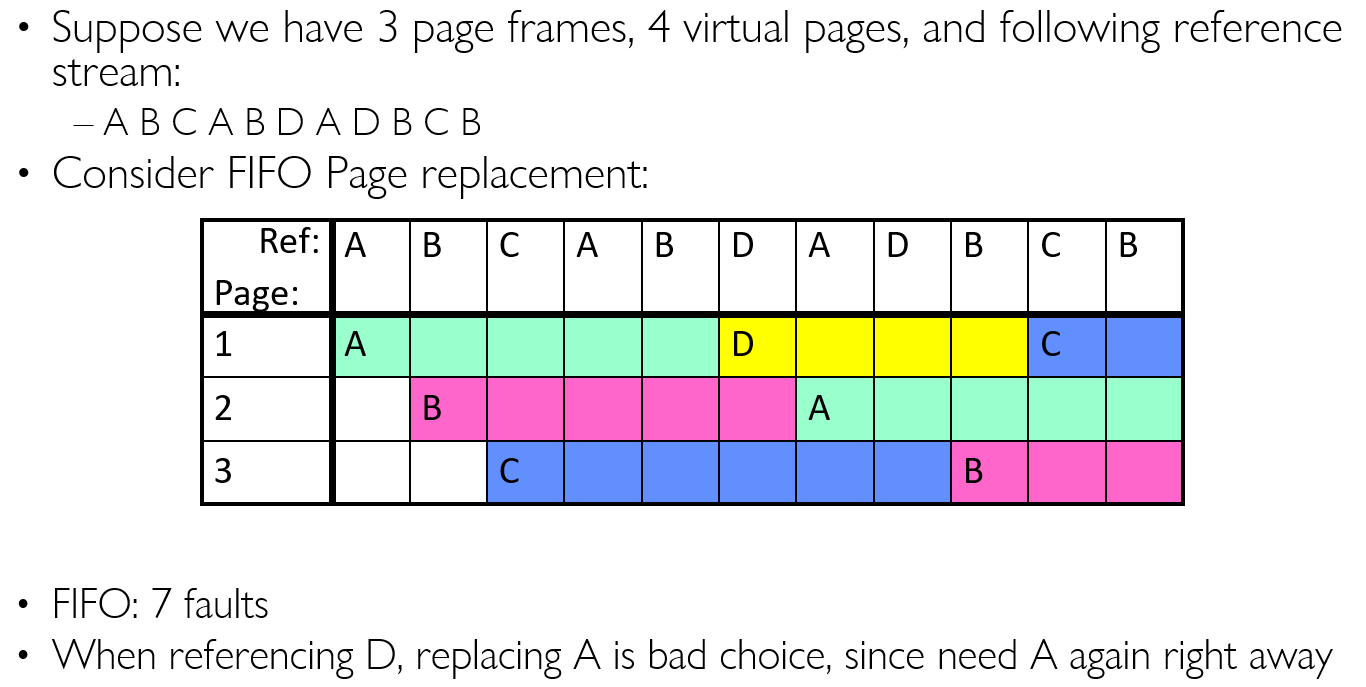 • Suppose we have 3 page frames, 4 virtual pages, and following reference
stream:
– A B C A B D A D B C B
• Consider FIFO Page replacement:
Ref: A B C A B D A D B C B
Page:
1 A D C
2 B A
3 C B
• FIFO: 7 faults
• When referencing D, replacing A is bad choice, since need A again right away